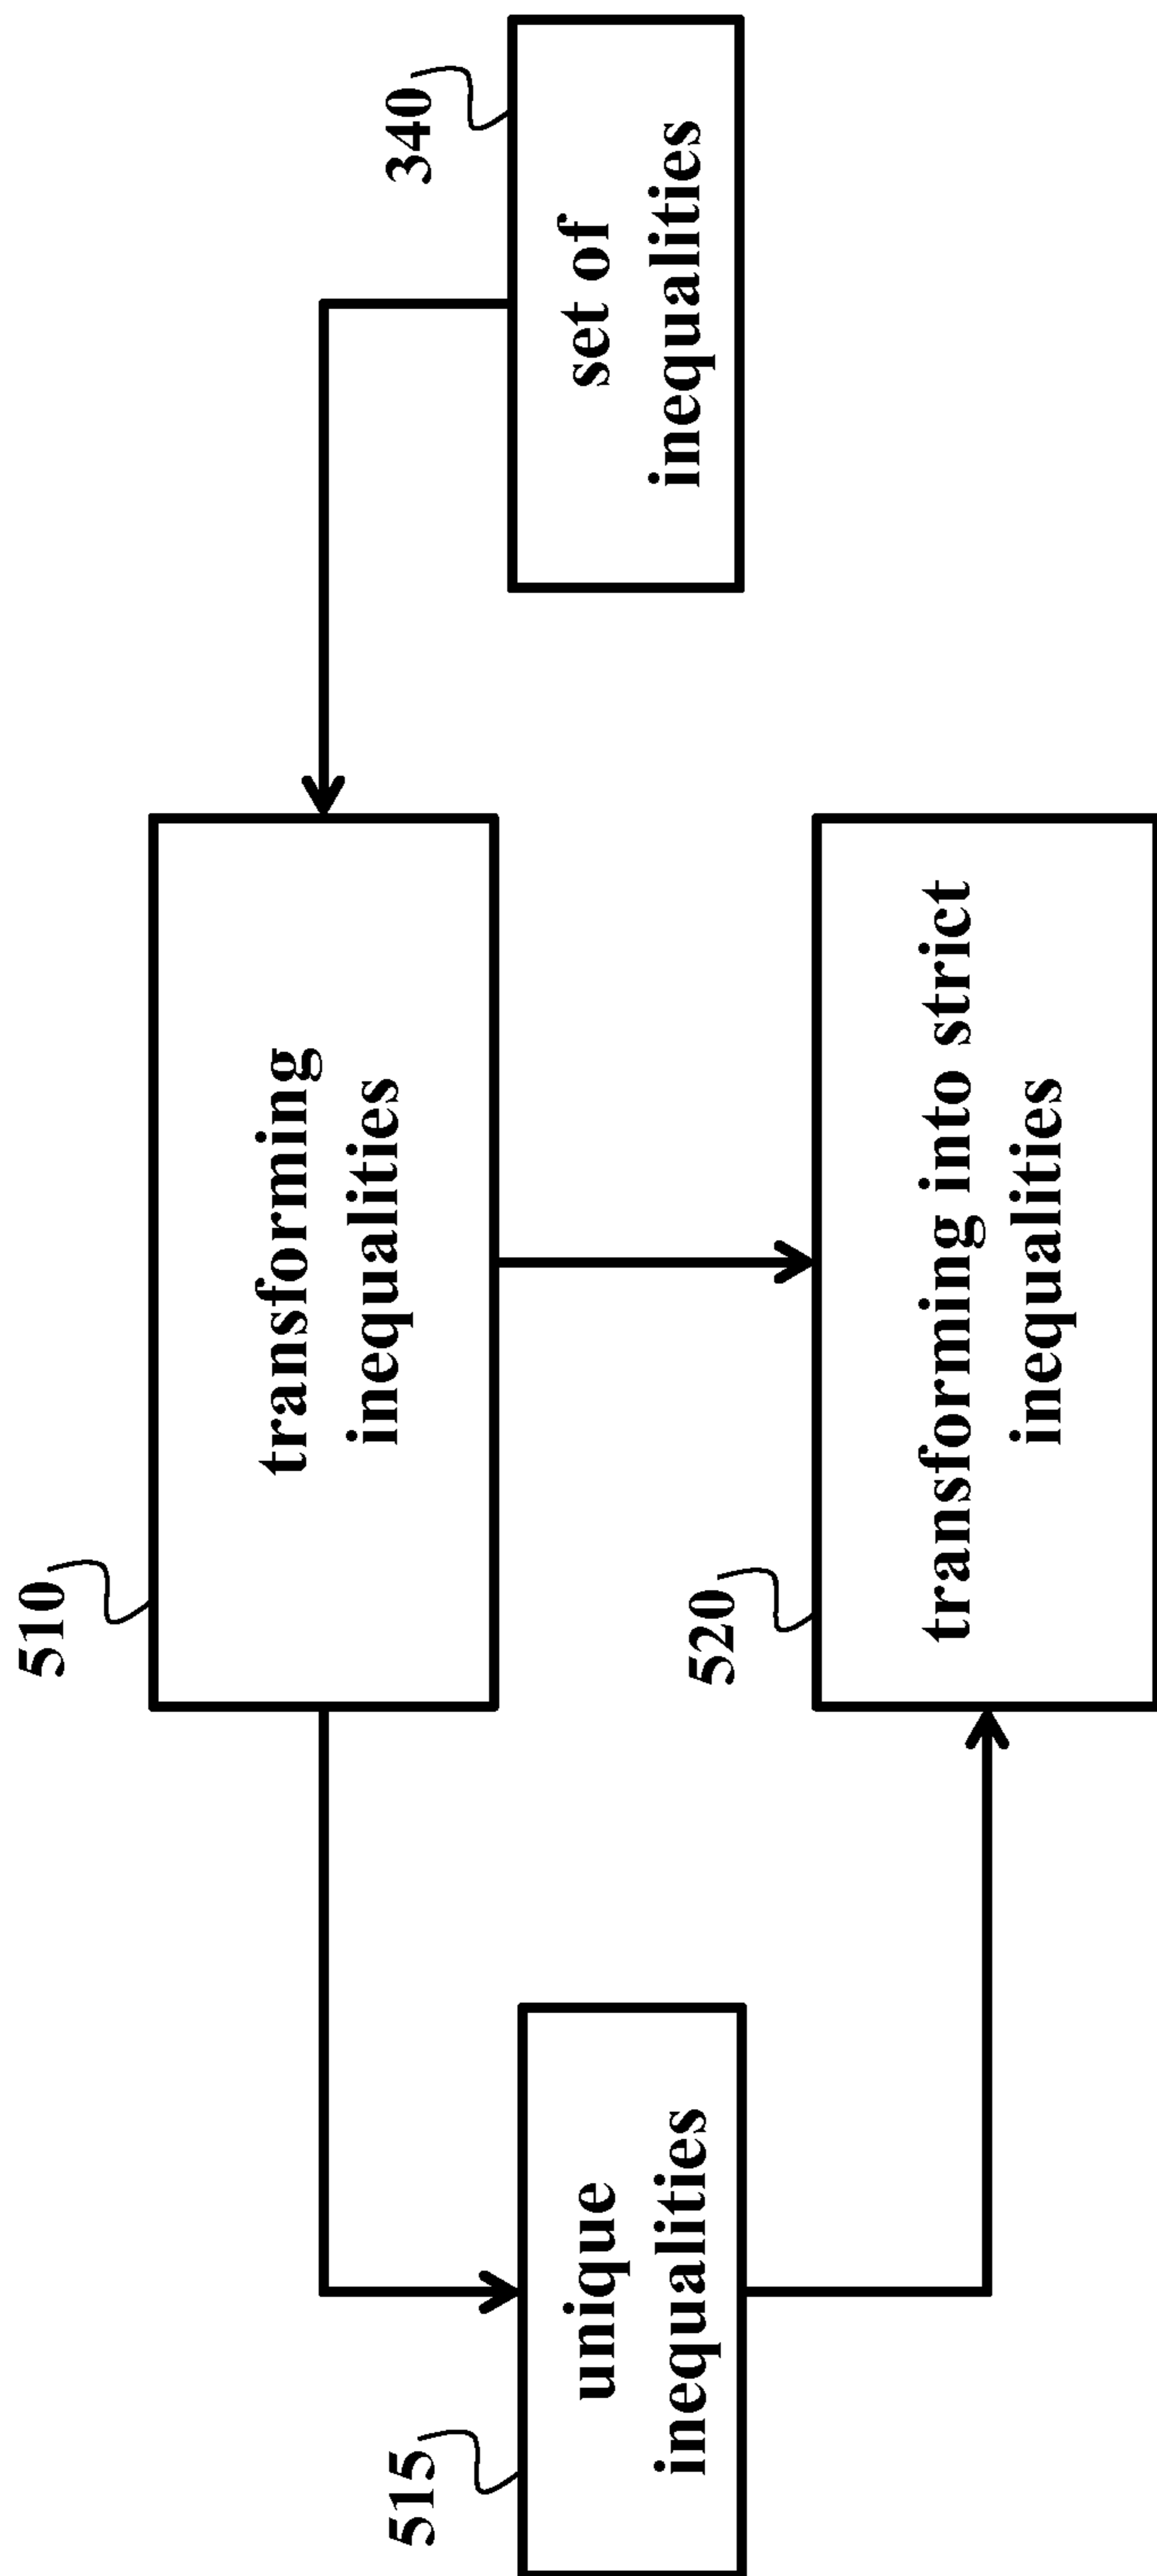 510
transforming
inequalities
340
set of
inequalities
515
unique
inequalities
520
transforming into strict
inequalities